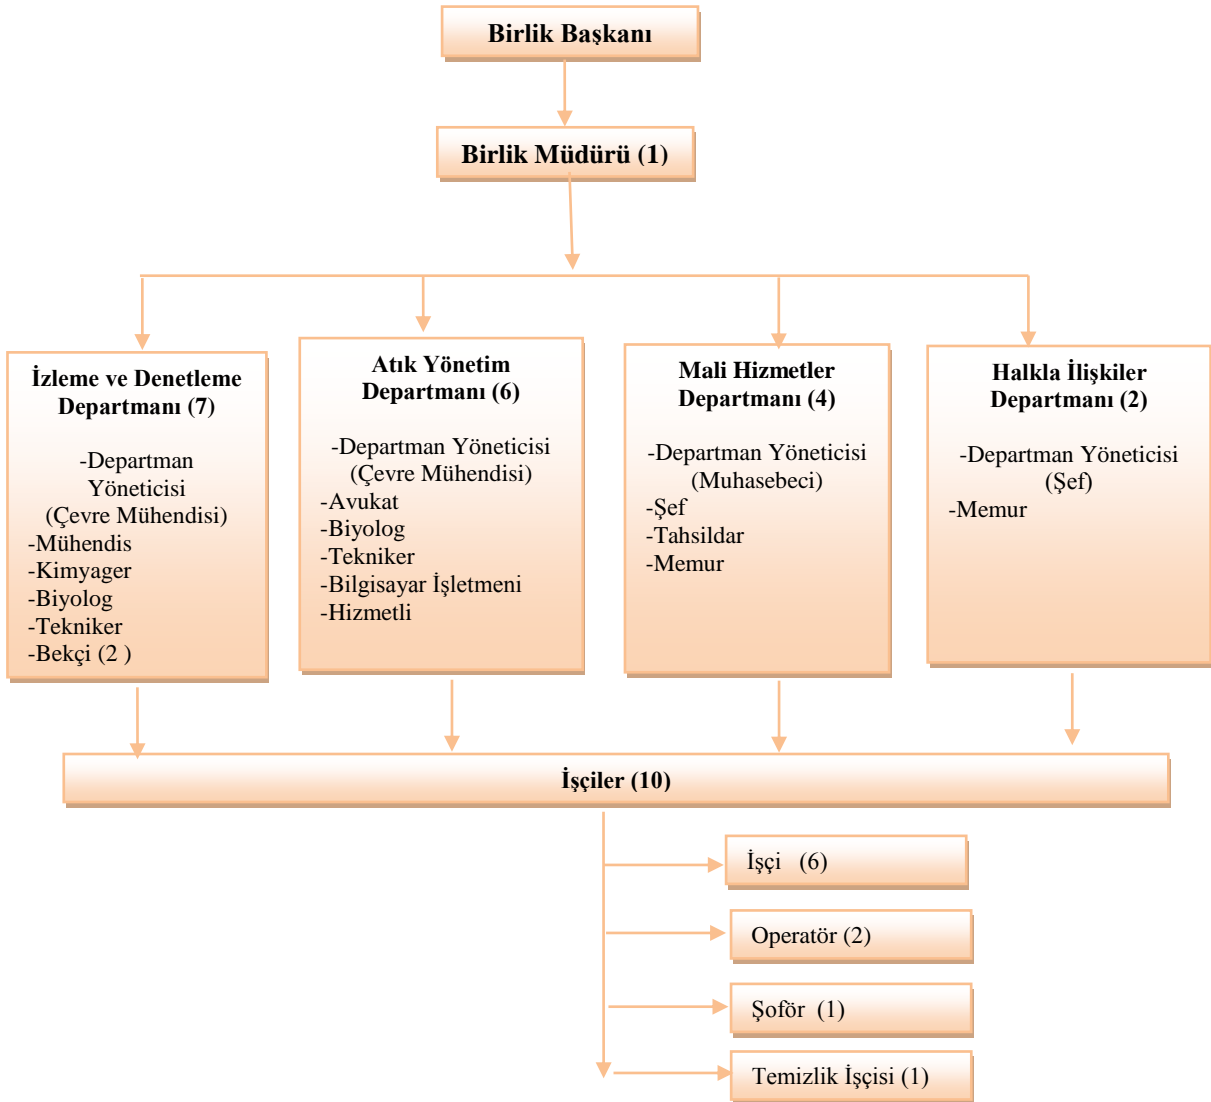 Birlik Başkanı
Birlik Müdürü (1)
İzleme ve Denetleme
Departmanı (7)
-Departman
Yöneticisi
(Çevre Mühendisi)
-Mühendis
-Kimyager
-Biyolog
-Tekniker
-Bekçi (2 )
Atık Yönetim
Departmanı (6)
-Departman Yöneticisi
(Çevre Mühendisi)
-Avukat
-Biyolog
-Tekniker
-Bilgisayar İşletmeni
-Hizmetli
Mali Hizmetler
Departmanı (4)
-Departman Yöneticisi
(Muhasebeci)
-Şef
-Tahsildar
-Memur
Halkla İlişkiler
Departmanı (2)
-Departman Yöneticisi
(Şef)
-Memur
İşçiler (10)
İşçi (6)
Operatör (2)
Şoför (1)
Temizlik İşçisi (1)